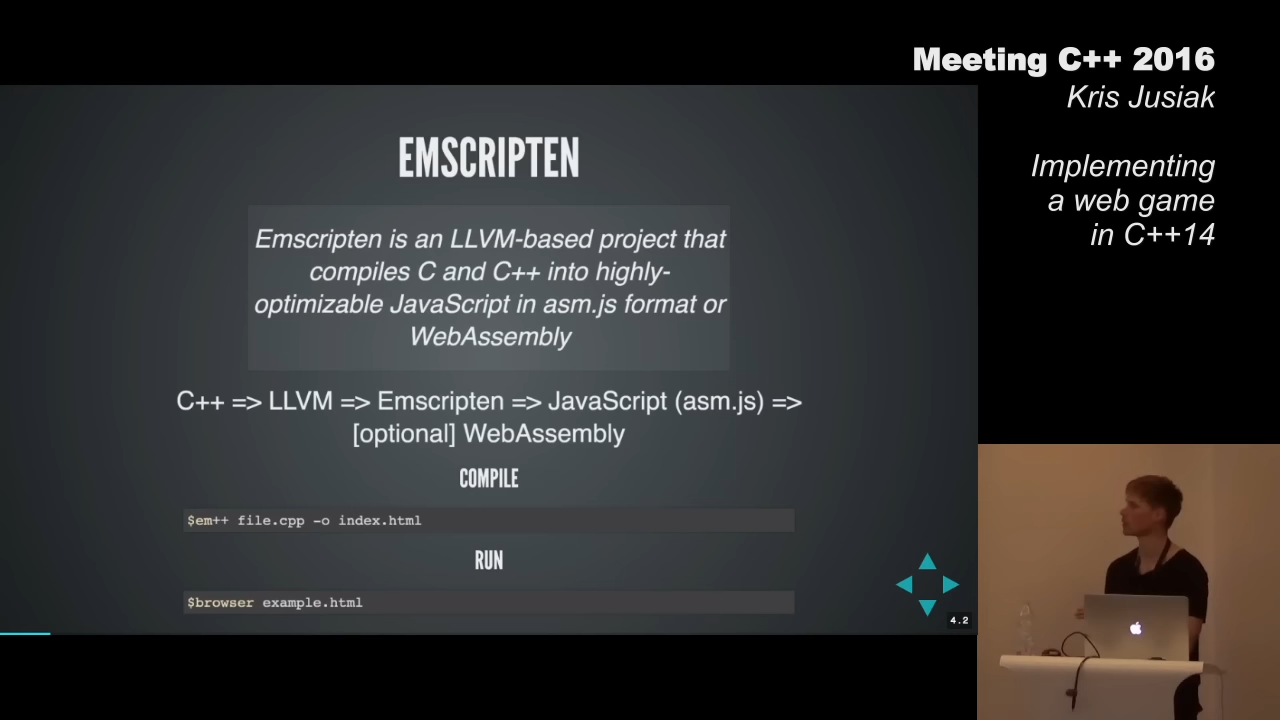 Meeting C++ 2016
Kris Jusiak
Implementing
a web game
in C++14
EMSCRIPTEN
Emscripten is an LLVM-based project that
compiles C and C++ into highly-
optimizable JavaScript in asm.js format or
WebAssembly
C++ => LLVM => Emscripten => JavaScript (asm.js) =>
[optional] WebAssembly
COMPILE
$em++ file.cpp -o index.html
RUN
$browser example.html
4.2